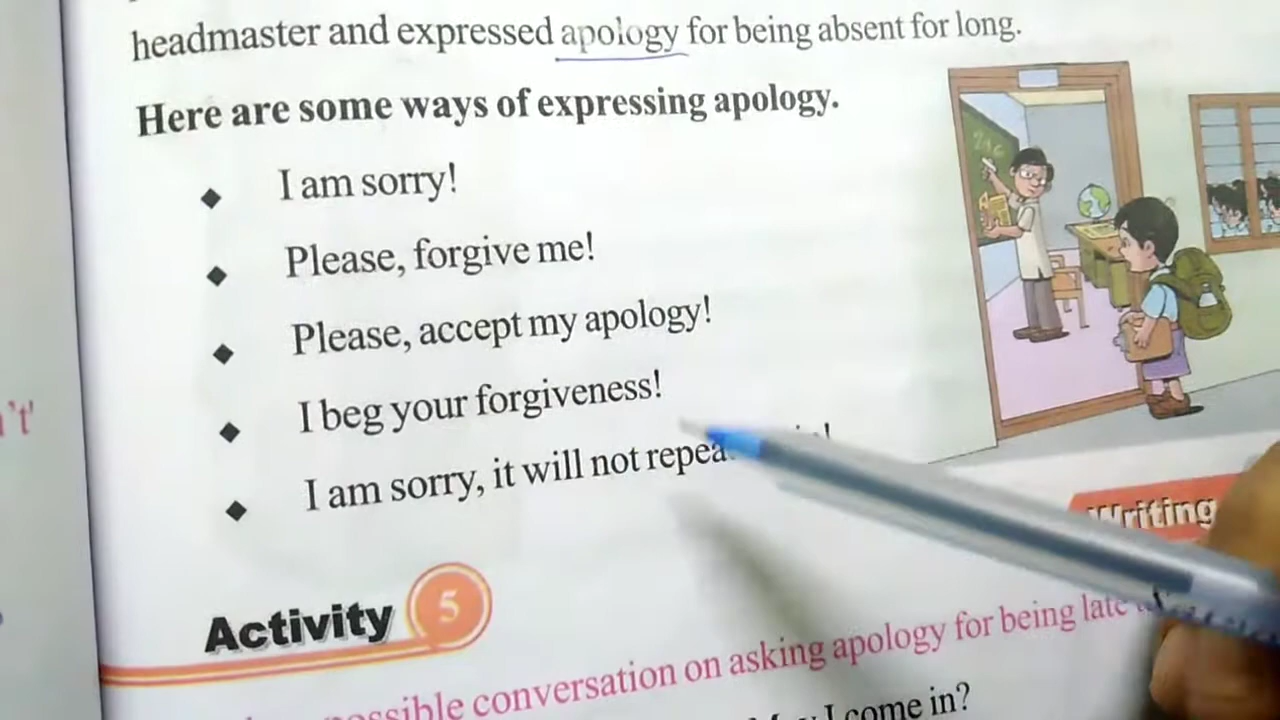 headmaster and expressed apology for being absent for long.
Here are some ways of expressing apology.
◆ I am sorry!
◆ Please, forgive me!
◆ Please, accept my apology!
◆ I beg your forgiveness!
◆ I am sorry, it will not
Writing
Activity 5
conversation on asking apology for being late
I come in?